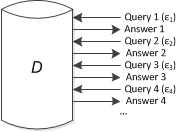 Query 1 (ε₁)
Answer 1
Query 2 (ε₂)
Answer 2
D
Query 3 (ε₃)
Answer 3
Query 4 (ε₄)
Answer 4
...